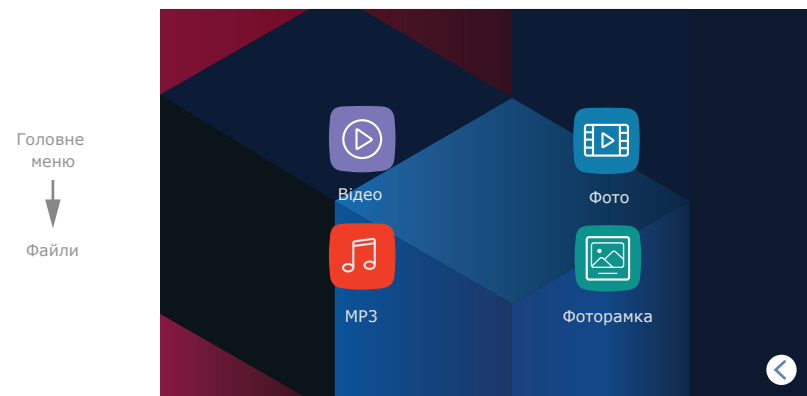 Головне
меню
Файли
Відео
Фото
MP3
Фоторамка